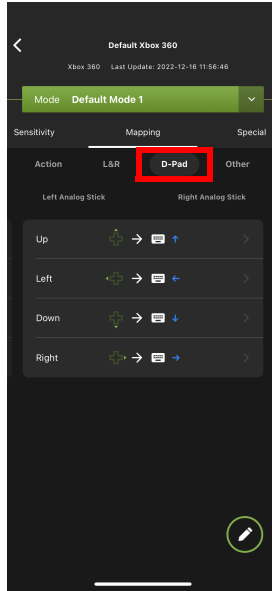 Default Xbox 360
Xbox 360 Last Update: 2022-12-16 11:56:46
Mode Default Mode 1
Sensitivity Mapping Special
Action L&R D-Pad Other
Left Analog Stick Right Analog Stick
Up → ↑
Left → ←
Down → ↓
Right → →